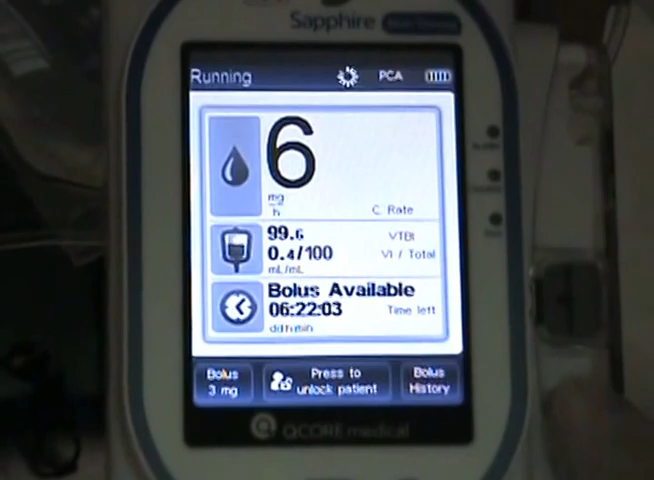 Sapphire
Running PCA
6
mg
h
C. Rate
99.6 VTBI
0.4/100 VI / Total
mL/mL
Bolus Available
06:22:03 Time left
dd:h:min
Bolus
3 mg
Press to
unlock patient
Bolus
History
QCORE medical